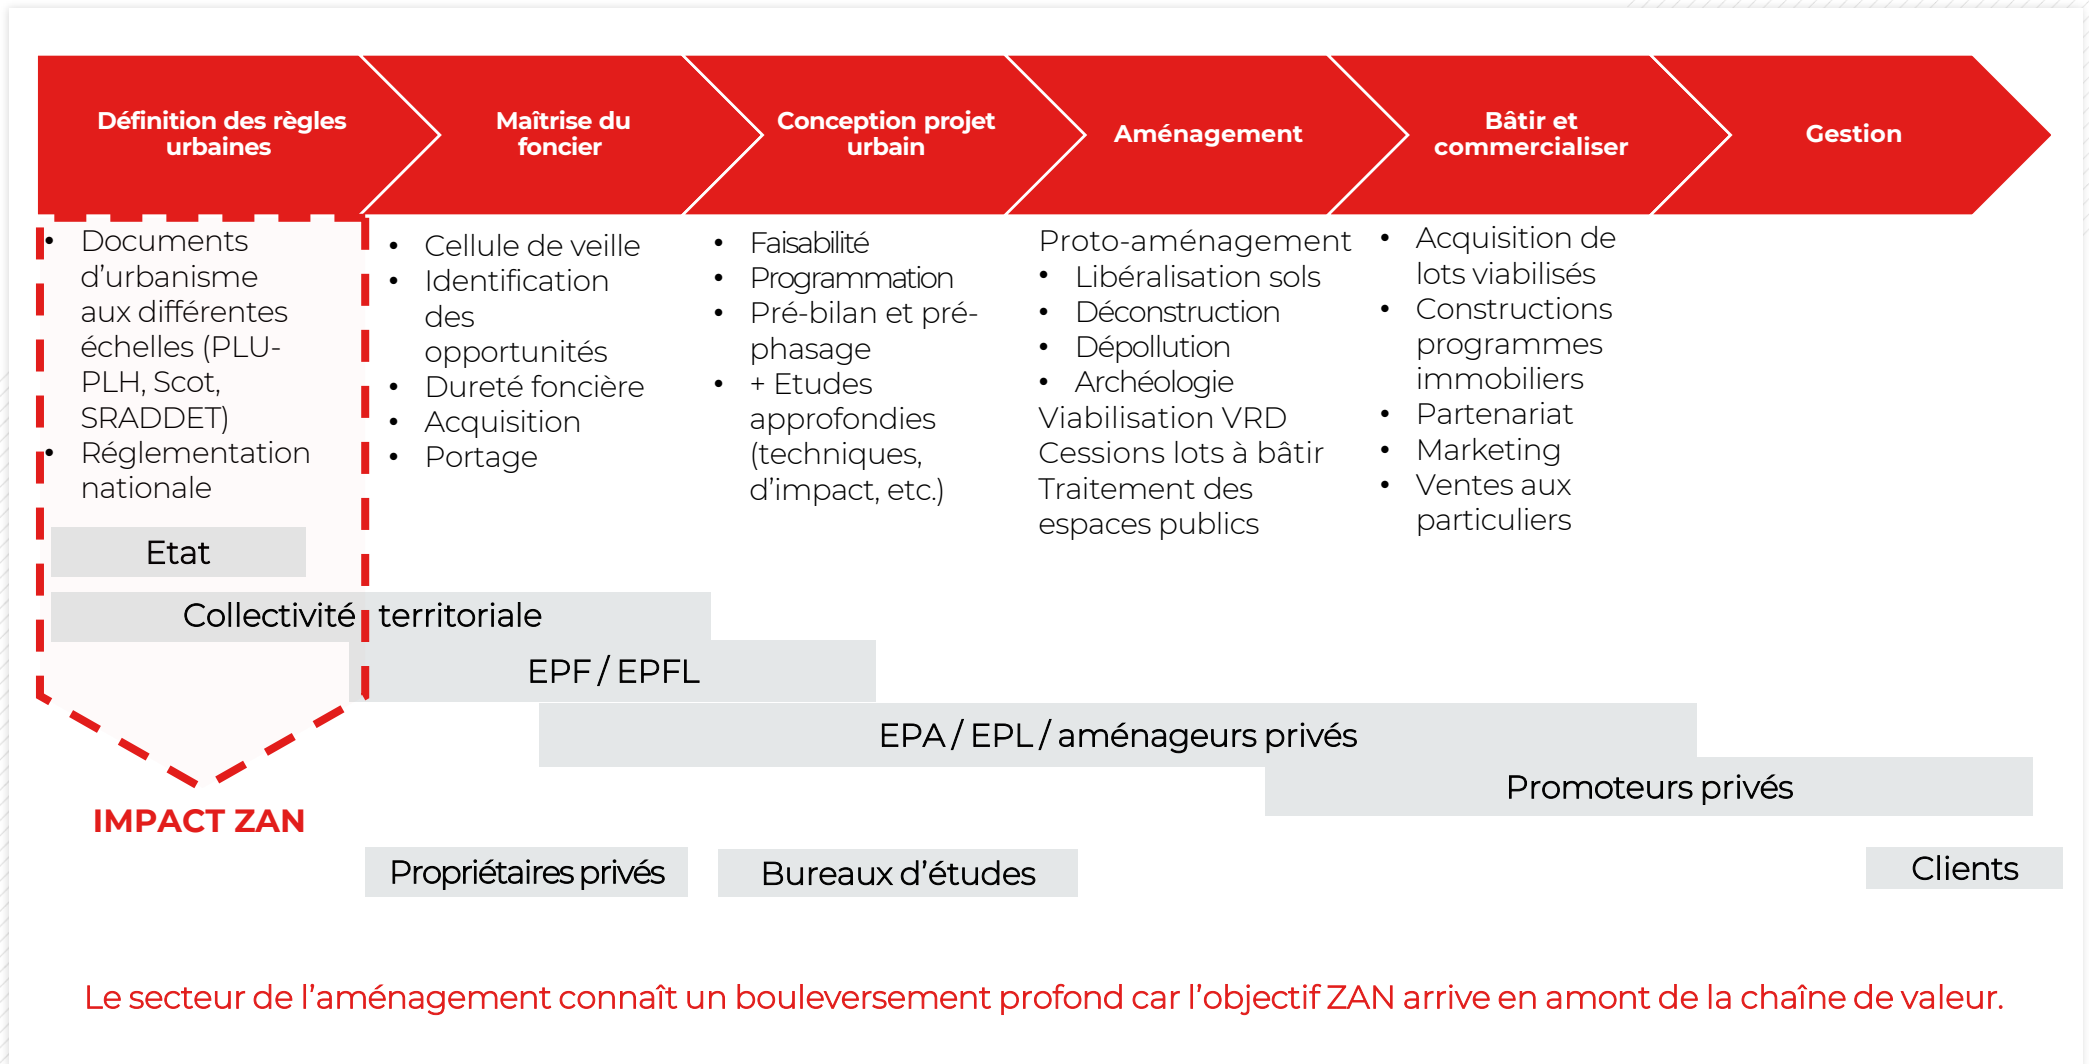 Définition des règles
urbaines
Maîtrise du
foncier
Conception projet
urbain
Aménagement
Bâtir et
commercialiser
Gestion
• Documents
d’urbanisme
aux différentes
échelles (PLU-
PLH, Scot,
SRADDET)
• Réglementation
nationale
• Cellule de veille
• Identification
des
opportunités
• Dureté foncière
• Acquisition
• Portage
• Faisabilité
• Programmation
• Pré-bilan et pré-
phasage
• + Etudes
approfondies
(techniques,
d’impact, etc.)
Proto-aménagement
• Libéralisation sols
• Déconstruction
• Dépollution
• Archéologie
Viabilisation VRD
Cessions lots à bâtir
Traitement des
espaces publics
• Acquisition de
lots viabilisés
• Constructions
programmes
immobiliers
• Partenariat
• Marketing
• Ventes aux
particuliers
Etat
Collectivité territoriale
EPF / EPFL
EPA / EPL / aménageurs privés
Promoteurs privés
IMPACT ZAN
Propriétaires privés
Bureaux d’études
Clients
Le secteur de l’aménagement connaît un bouleversement profond car l’objectif ZAN arrive en amont de la chaîne de valeur.